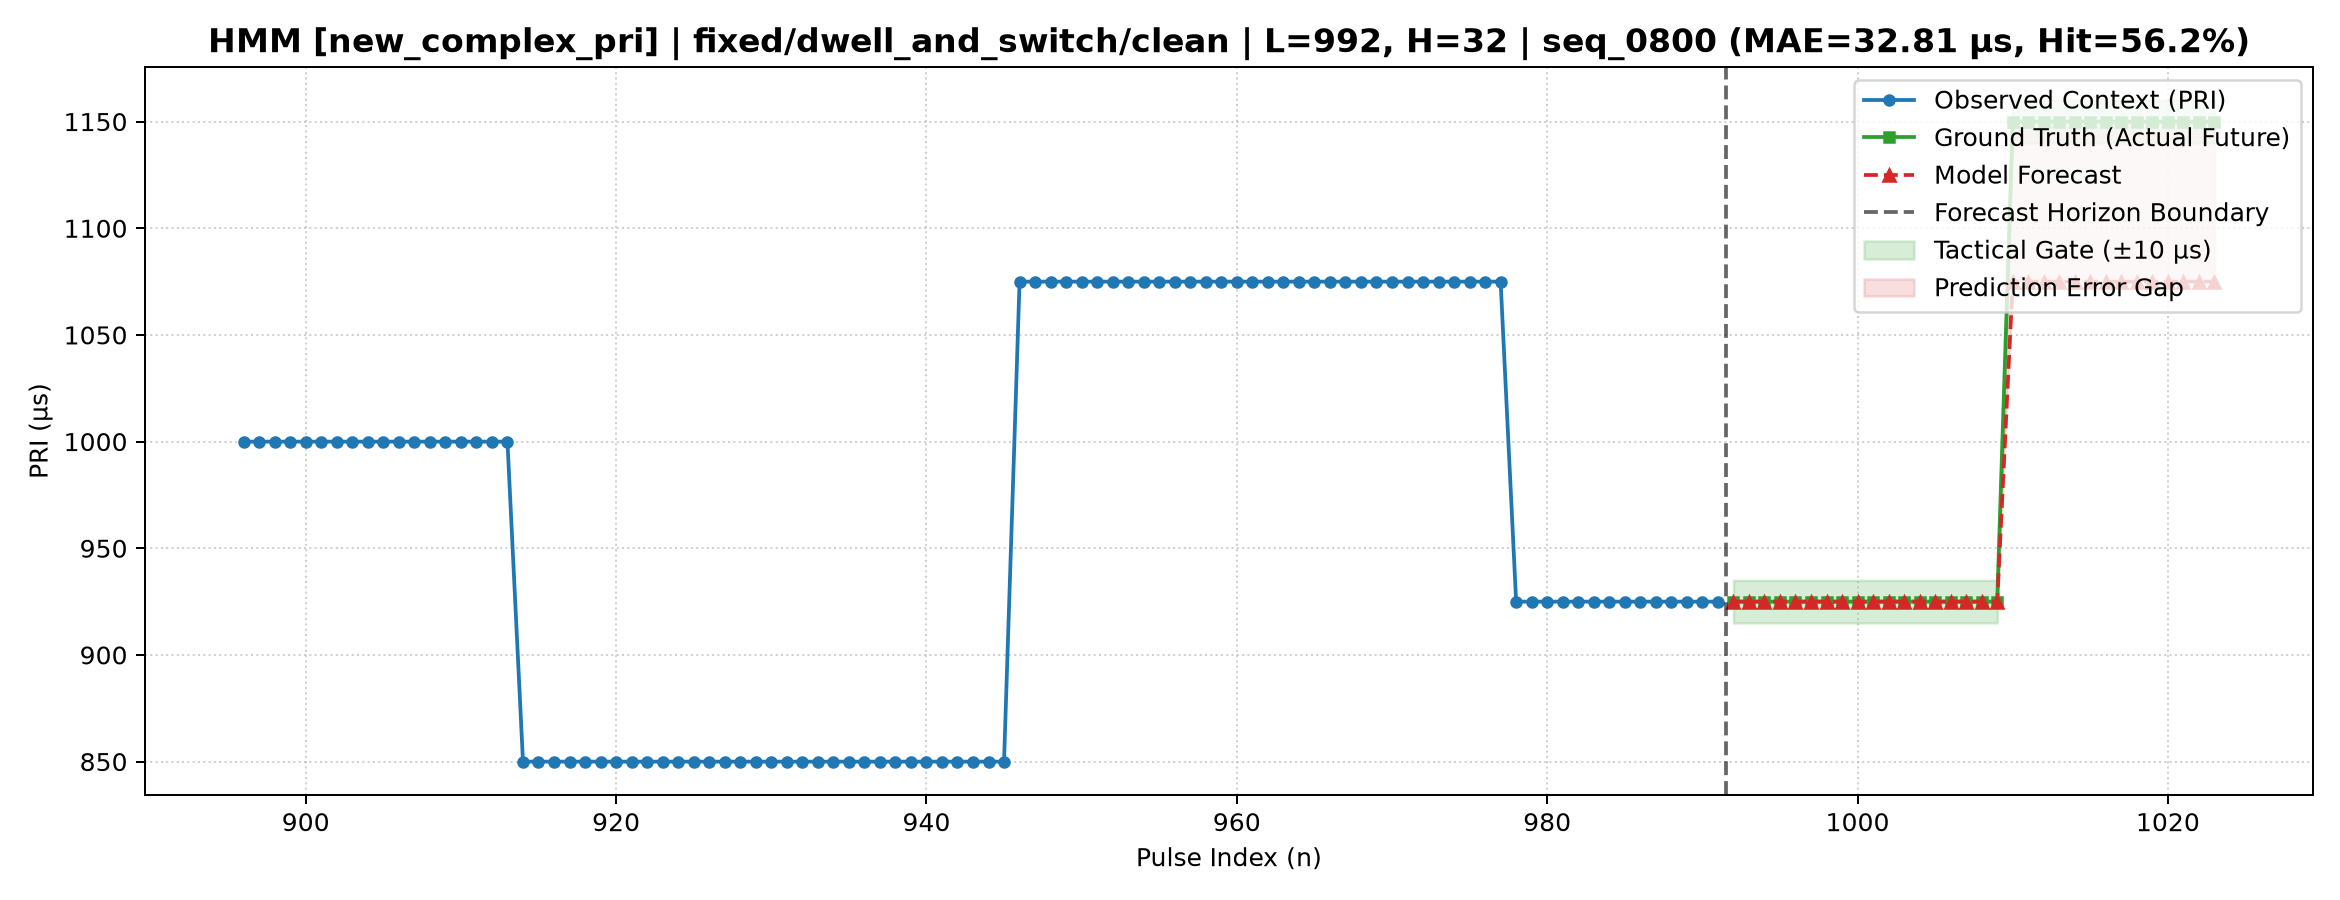 HMM [new_complex_pri] | fixed/dwell_and_switch/clean | L=992, H=32 | seq_0800 (MAE=32.81 µs, Hit=56.2%)
Observed Context (PRI)
Ground Truth (Actual Future)
Model Forecast
Forecast Horizon Boundary
Tactical Gate (±10 µs)
Prediction Error Gap
PRI (µs)
1150
1100
1050
1000
950
900
850
900
920
940
960
980
1000
1020
Pulse Index (n)